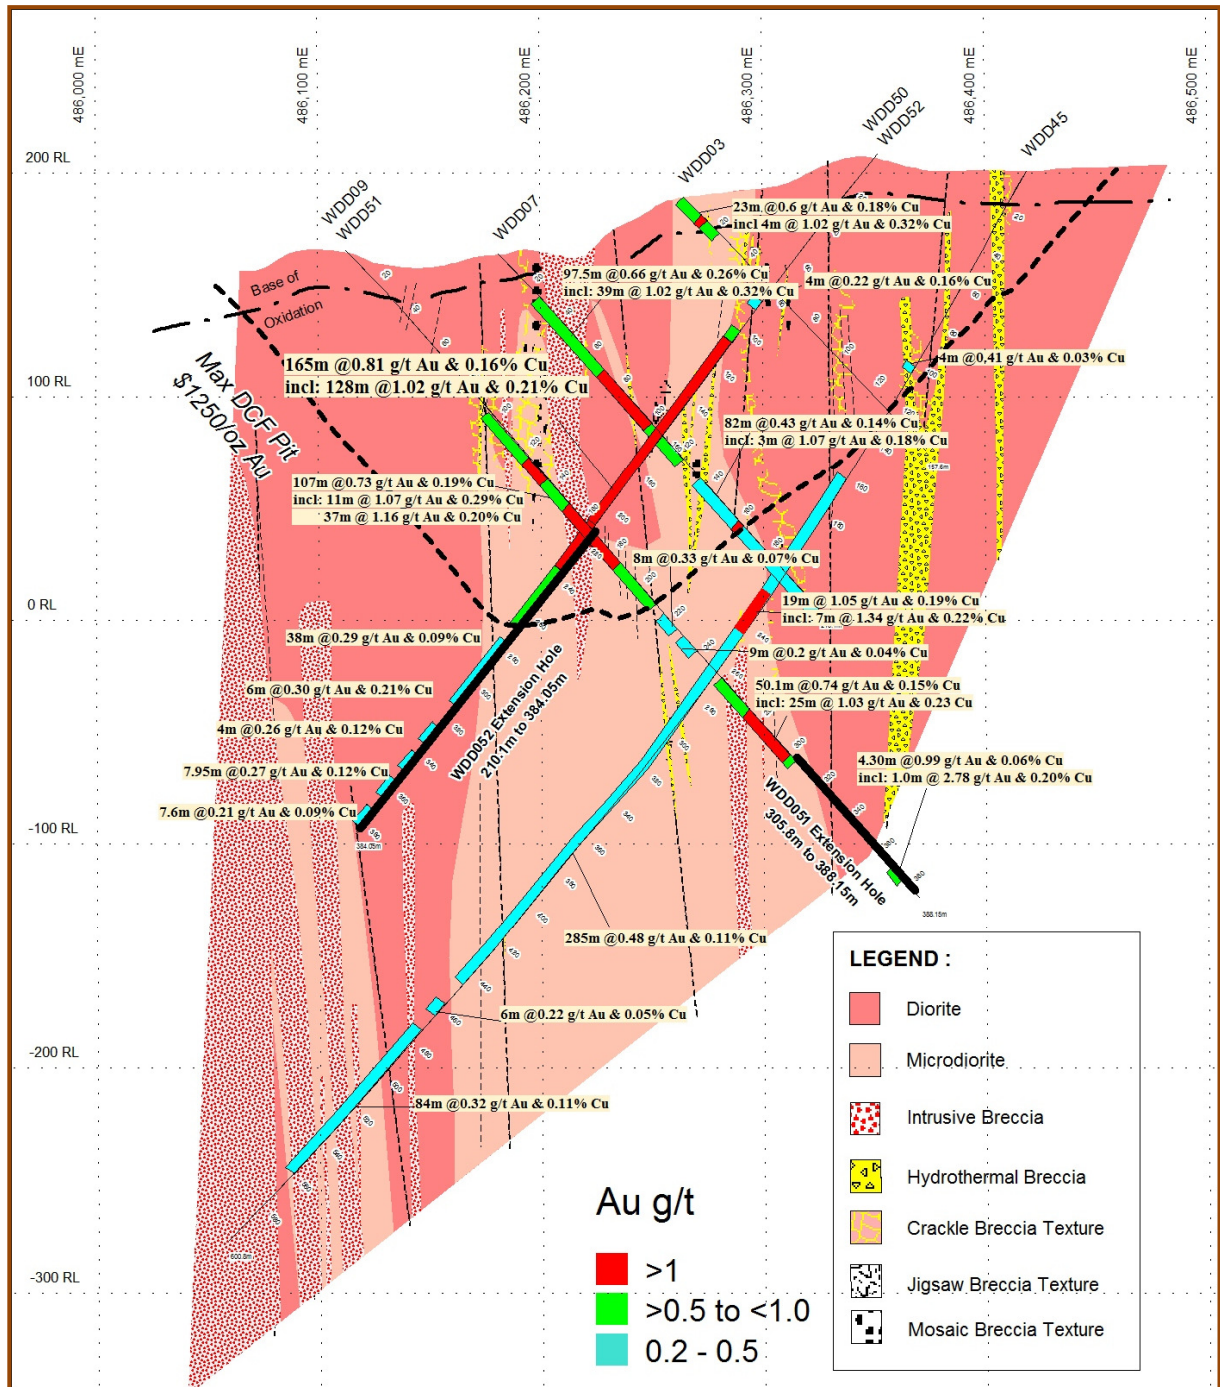 486,000 mE
486,100 mE
486,200 mE
486,300 mE
486,400 mE
486,500 mE
200 RL
100 RL
0 RL
-100 RL
-200 RL
-300 RL
WDD09
WDD51
WDD07
WDD03
WDD50
WDD52
WDD45
Base of
Oxidation
Max DCF Pit
$1250/oz Au
23m @0.6 g/t Au & 0.18% Cu
incl 4m @ 1.02 g/t Au & 0.32% Cu
97.5m @0.66 g/t Au & 0.26% Cu
incl: 39m @ 1.02 g/t Au & 0.32% Cu
4m @0.22 g/t Au & 0.16% Cu
165m @0.81 g/t Au & 0.16% Cu
incl: 128m @1.02 g/t Au & 0.21% Cu
4m @0,41 g/t Au & 0.03% Cu
82m @0.43 g/t Au & 0.14% Cu
incl: 3m @ 1.07 g/t Au & 0.18% Cu
107m @0.73 g/t Au & 0.19% Cu
incl: 11m @ 1.07 g/t Au & 0.29% Cu
37m @ 1.16 g/t Au & 0.20% Cu
157.6m
8m @0.33 g/t Au & 0.07% Cu
19m @ 1.05 g/t Au & 0.19% Cu
incl: 7m @ 1.34 g/t Au & 0.22% Cu
38m @0.29 g/t Au & 0.09% Cu
9m @0.2 g/t Au & 0.04% Cu
6m @0.30 g/t Au & 0.21% Cu
50.1m @0.74 g/t Au & 0.15% Cu
incl: 25m @ 1.03 g/t Au & 0.23 Cu
4m @0.26 g/t Au & 0.12% Cu
WDD052 Extension Hole
210.1m to 384.05m
7.95m @0.27 g/t Au & 0.12% Cu
4.30m @0.99 g/t Au & 0.06% Cu
incl: 1.0m @ 2.78 g/t Au & 0.20% Cu
7.6m @0.21 g/t Au & 0.09% Cu
384.05m
WDD051 Extension Hole
305.8m to 388.15m
388.15m
285m @0.48 g/t Au & 0.11% Cu
6m @0.22 g/t Au & 0.05% Cu
84m @0.32 g/t Au & 0.11% Cu
600.8m
Au g/t
>1
>0.5 to <1.0
0.2 - 0.5
LEGEND :
Diorite
Microdiorite
Intrusive Breccia
Hydrothermal Breccia
Crackle Breccia Texture
Jigsaw Breccia Texture
Mosaic Breccia Texture